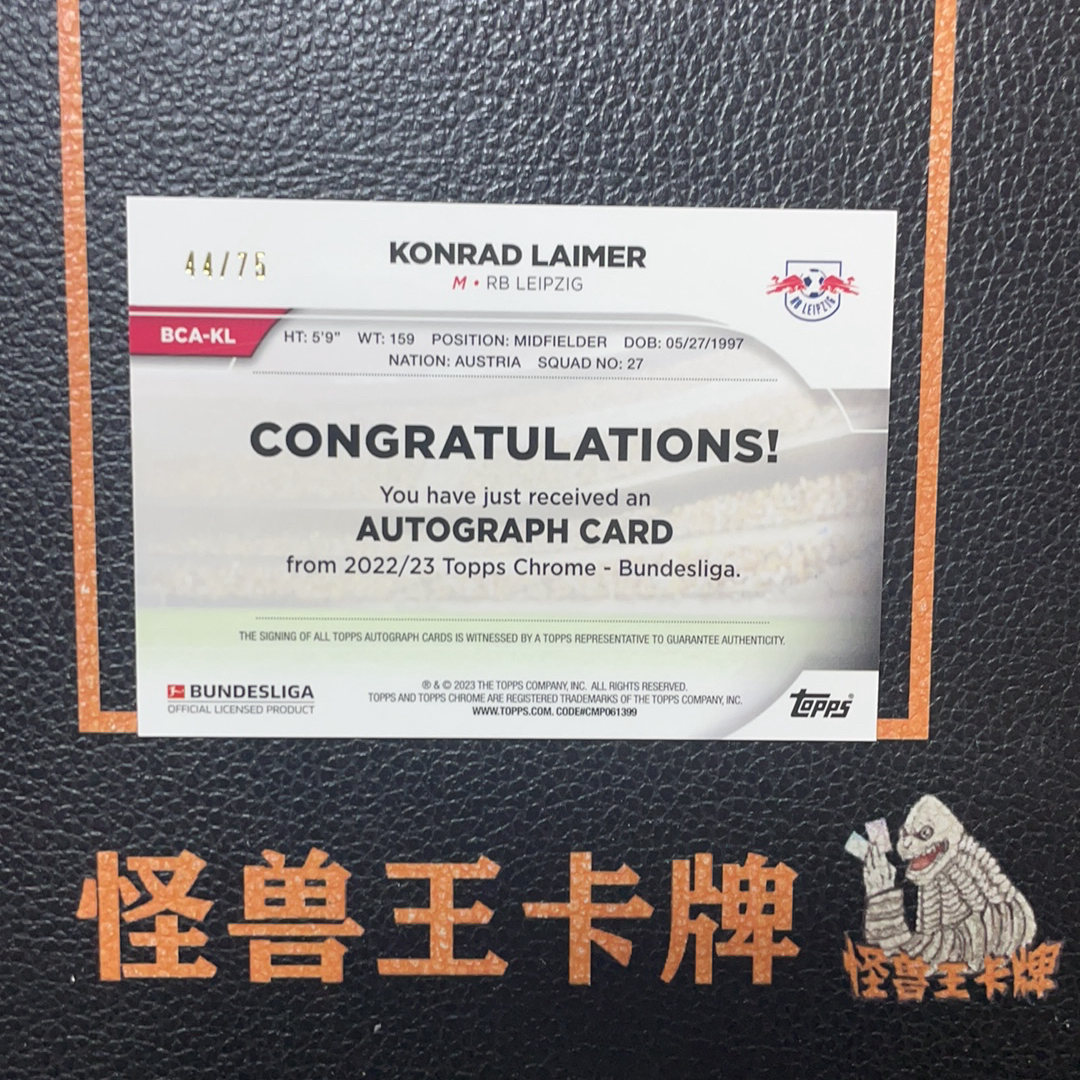 44/75
KONRAD LAIMER
M • RB LEIPZIG
RB LEIPZIG
BCA-KL
HT: 5'9" WT: 159 POSITION: MIDFIELDER DOB: 05/27/1997
NATION: AUSTRIA SQUAD NO: 27
CONGRATULATIONS!
You have just received an
AUTOGRAPH CARD
from 2022/23 Topps Chrome - Bundesliga.
THE SIGNING OF ALL TOPPS AUTOGRAPH CARDS IS WITNESSED BY A TOPPS REPRESENTATIVE TO GUARANTEE AUTHENTICITY.
BUNDESLIGA
OFFICIAL LICENSED PRODUCT
® & © 2023 THE TOPPS COMPANY, INC. ALL RIGHTS RESERVED.
TOPPS AND TOPPS CHROME ARE REGISTERED TRADEMARKS OF THE TOPPS COMPANY, INC.
WWW.TOPPS.COM. CODE#CMP061399
topps®
怪兽王卡牌
怪兽王卡牌